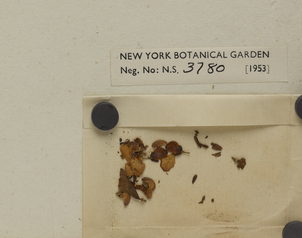 NEW YORK BOTANICAL GARDEN
Neg. No: N.S. 3780 [1953]